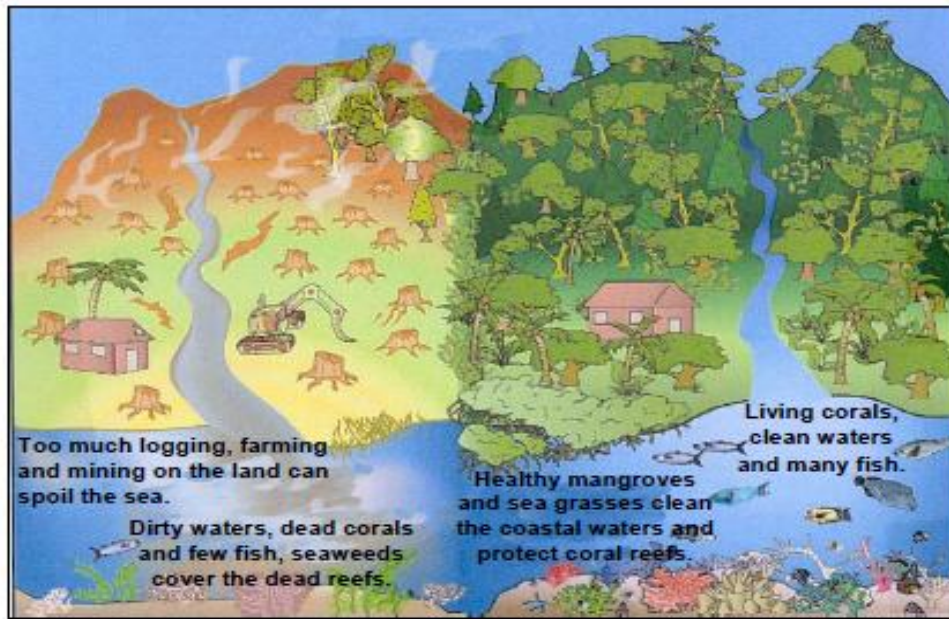 Too much logging, farming
and mining on the land can
spoil the sea.
Dirty waters, dead corals
and few fish, seaweeds
cover the dead reefs.
Healthy mangroves
and sea grasses clean
the coastal waters and
protect coral reefs.
Living corals,
clean waters
and many fish.